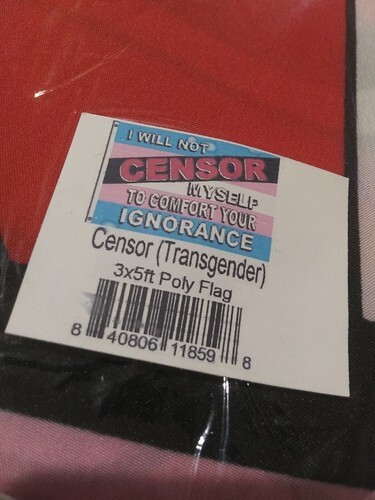 I WILL NOT
CENSOR
MYSELF
TO COMFORT YOUR
IGNORANCE
Censor (Transgender)
3x5ft Poly Flag
8 40806 11859 8